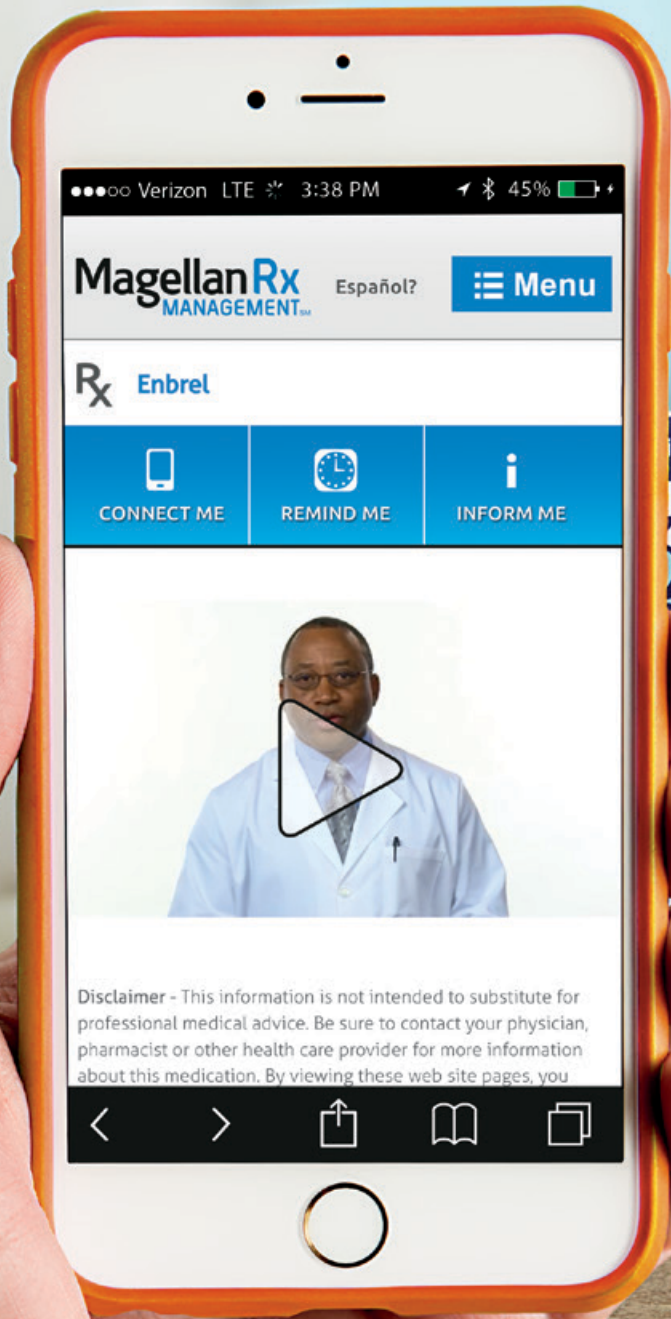 ●●●○○ Verizon LTE 3:38 PM 45%
MagellanRx
MANAGEMENT℠
Español?
Menu
Rx Enbrel
CONNECT ME REMIND ME INFORM ME
Disclaimer - This information is not intended to substitute for
professional medical advice. Be sure to contact your physician,
pharmacist or other health care provider for more information
about this medication. By viewing these web site pages, you